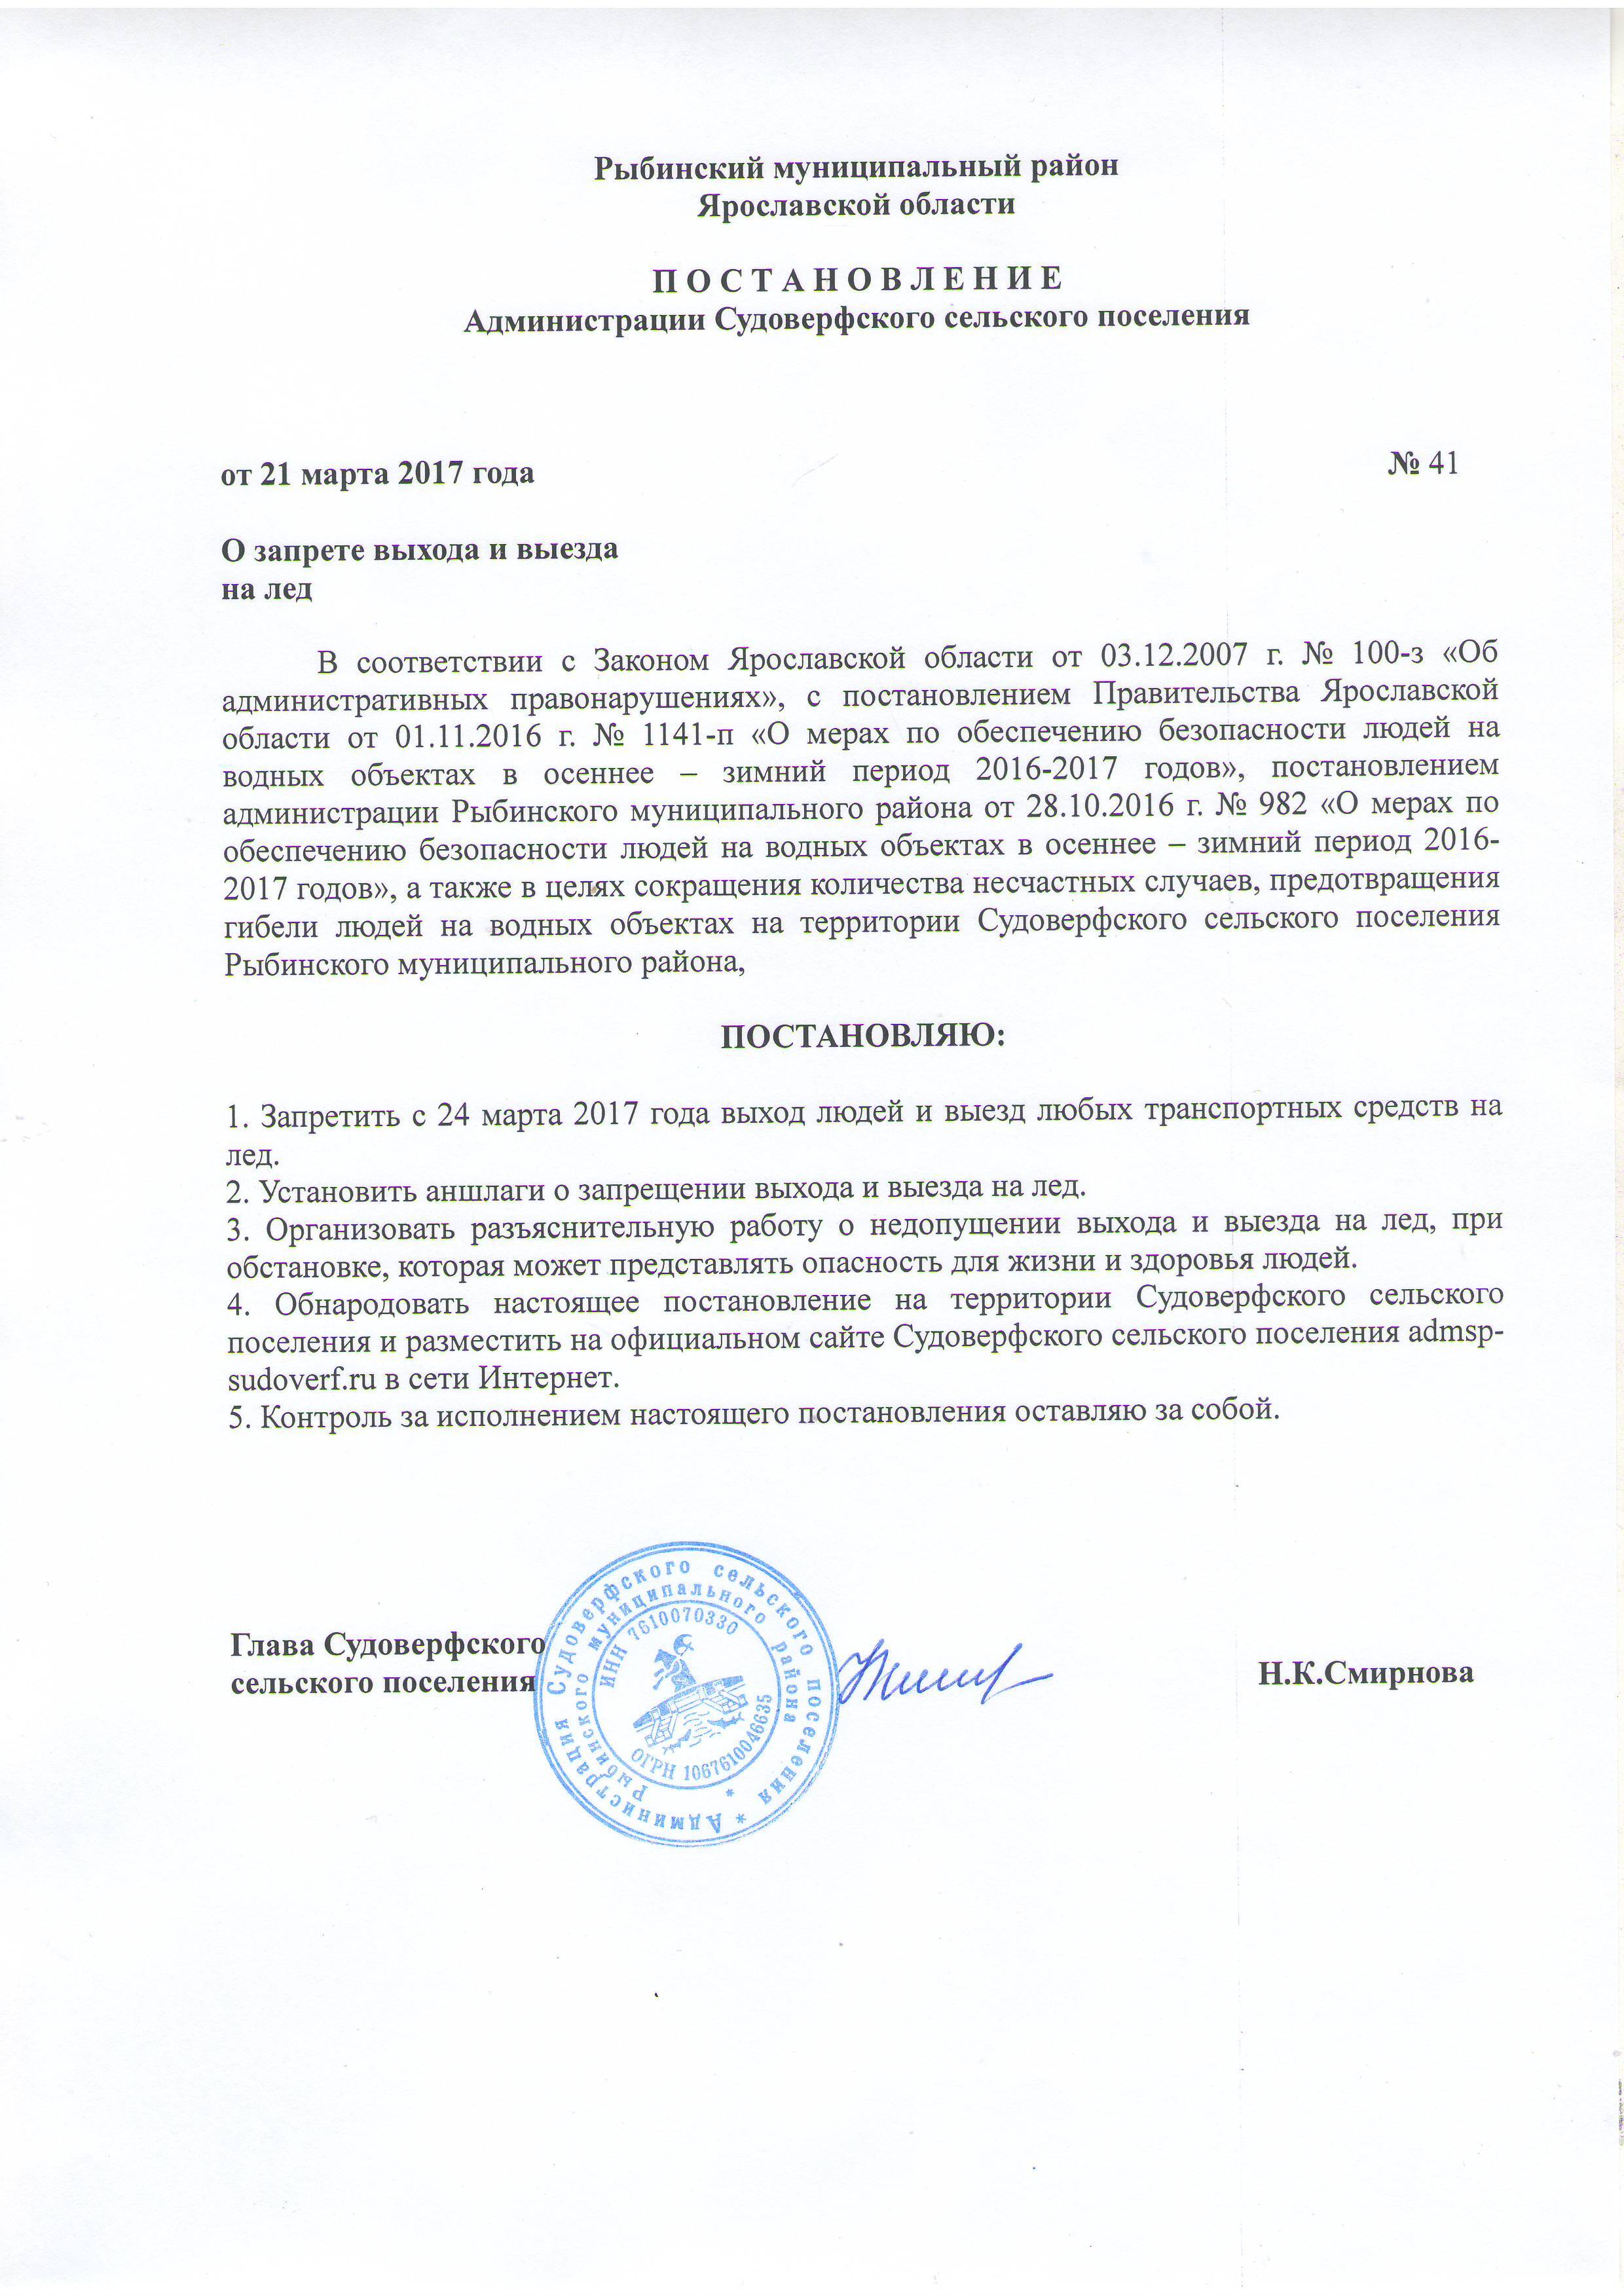 Рыбинский муниципальный район
Ярославской области
П О С Т А Н О В Л Е Н И Е
Администрации Судоверфского сельского поселения
от 21 марта 2017 года
№ 41
О запрете выхода и выезда
на лед
В соответствии с Законом Ярославской области от 03.12.2007 г. № 100-з «Об
административных правонарушениях», с постановлением Правительства Ярославской
области от 01.11.2016 г. № 1141-п «О мерах по обеспечению безопасности людей на
водных объектах в осеннее – зимний период 2016-2017 годов», постановлением
администрации Рыбинского муниципального района от 28.10.2016 г. № 982 «О мерах по
обеспечению безопасности людей на водных объектах в осеннее – зимний период 2016-
2017 годов», а также в целях сокращения количества несчастных случаев, предотвращения
гибели людей на водных объектах на территории Судоверфского сельского поселения
Рыбинского муниципального района,
ПОСТАНОВЛЯЮ:
1. Запретить с 24 марта 2017 года выход людей и выезд любых транспортных средств на
лед.
2. Установить аншлаги о запрещении выхода и выезда на лед.
3. Организовать разъяснительную работу о недопущении выхода и выезда на лед, при
обстановке, которая может представлять опасность для жизни и здоровья людей.
4. Обнародовать настоящее постановление на территории Судоверфского сельского
поселения и разместить на официальном сайте Судоверфского сельского поселения admsp-
sudoverf.ru в сети Интернет.
5. Контроль за исполнением настоящего постановления оставляю за собой.
Глава Судоверфского
сельского поселения
Н.К.Смирнова
* Администрация Судоверфского сельского поселения
* Рыбинского муниципального района
ИНН 7610070330
ОГРН 1067610046635